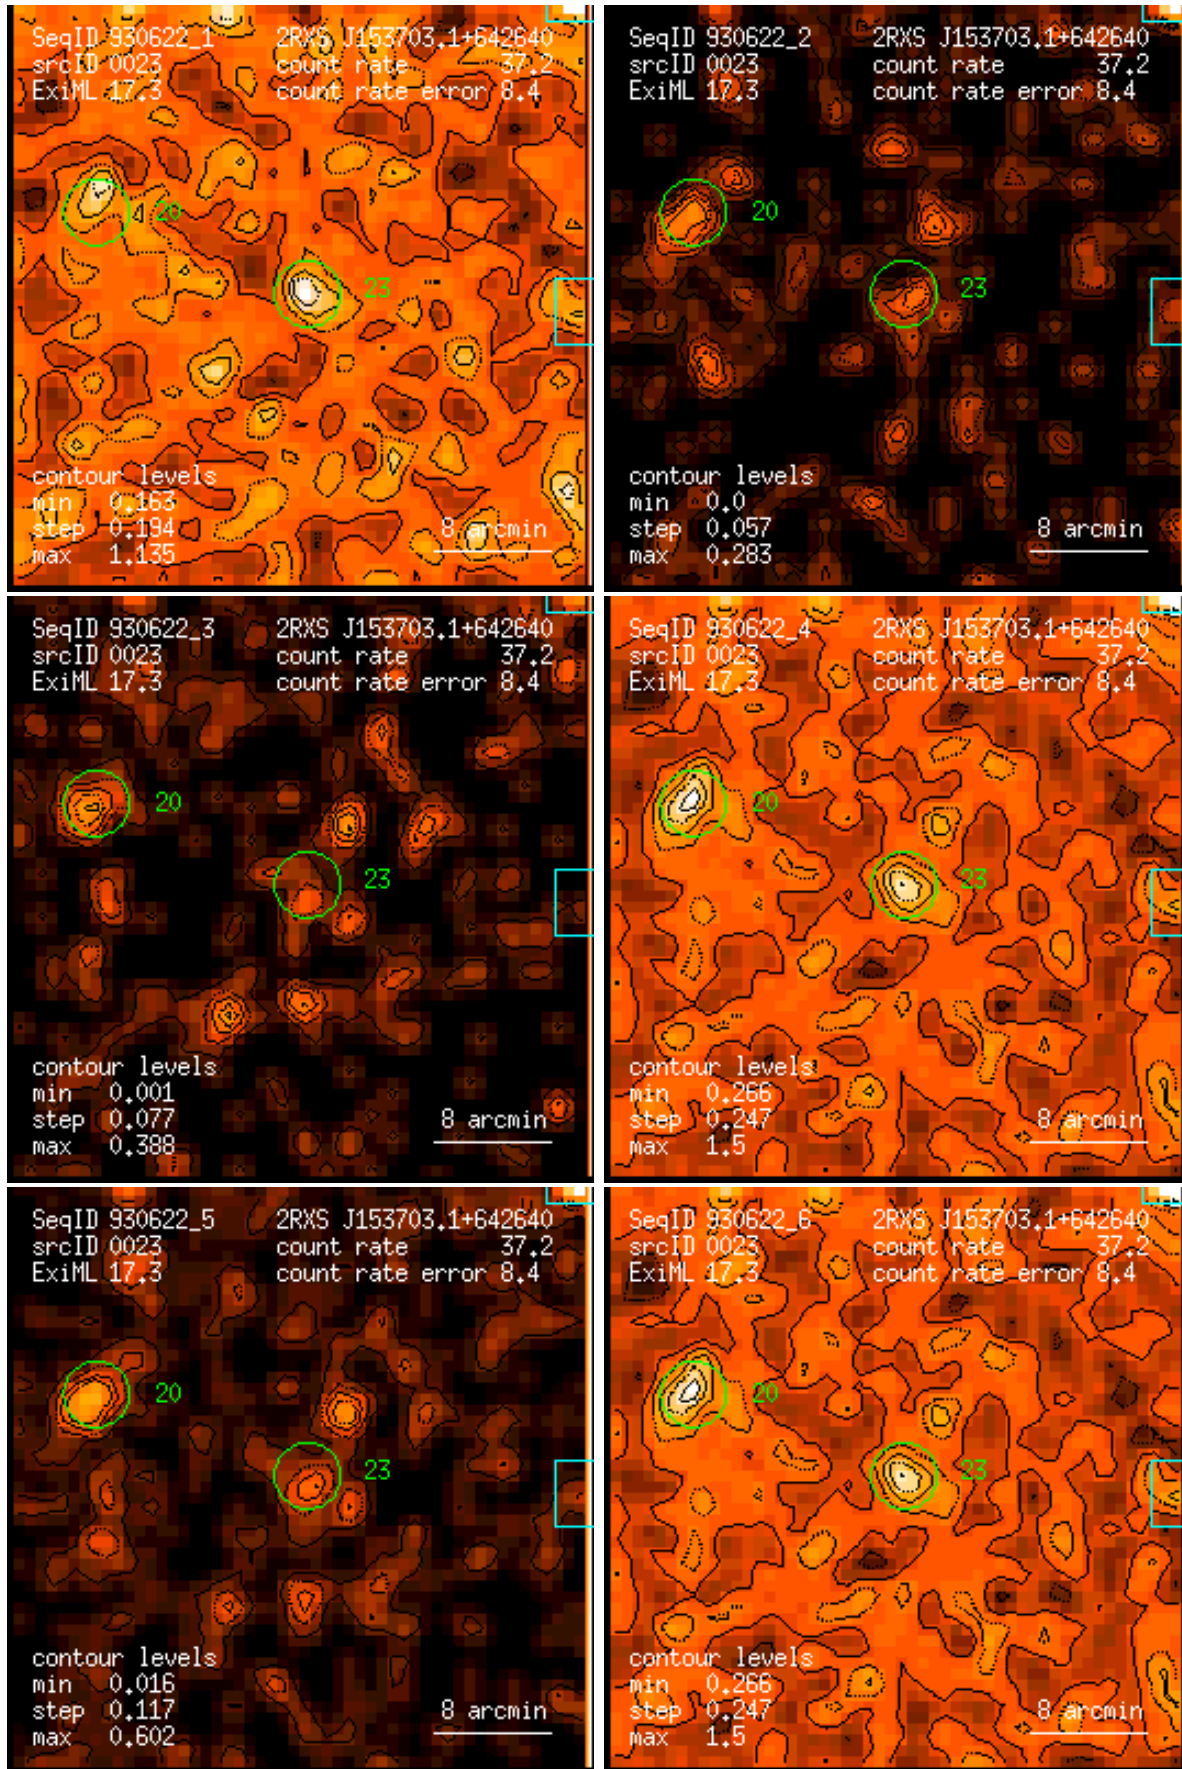 SeqID 930622_1 2RXS J153703.1+642640
srcID 0023 count rate 37.2
ExiML 17.3 count rate error 8.4
20
23
contour levels
min 0.163
step 0.194 8 arcmin
max 1.135
SeqID 930622_2 2RXS J153703.1+642640
srcID 0023 count rate 37.2
ExiML 17.3 count rate error 8.4
20
23
contour levels
min 0.0
step 0.057 8 arcmin
max 0.283
SeqID 930622_3 2RXS J153703.1+642640
srcID 0023 count rate 37.2
ExiML 17.3 count rate error 8.4
20
23
contour levels
min 0.001
step 0.077 8 arcmin
max 0.388
SeqID 930622_4 2RXS J153703.1+642640
srcID 0023 count rate 37.2
ExiML 17.3 count rate error 8.4
20
23
contour levels
min 0.266
step 0.247 8 arcmin
max 1.5
SeqID 930622_5 2RXS J153703.1+642640
srcID 0023 count rate 37.2
ExiML 17.3 count rate error 8.4
20
23
contour levels
min 0.016
step 0.117 8 arcmin
max 0.602
SeqID 930622_6 2RXS J153703.1+642640
srcID 0023 count rate 37.2
ExiML 17.3 count rate error 8.4
20
23
contour levels
min 0.266
step 0.247 8 arcmin
max 1.5